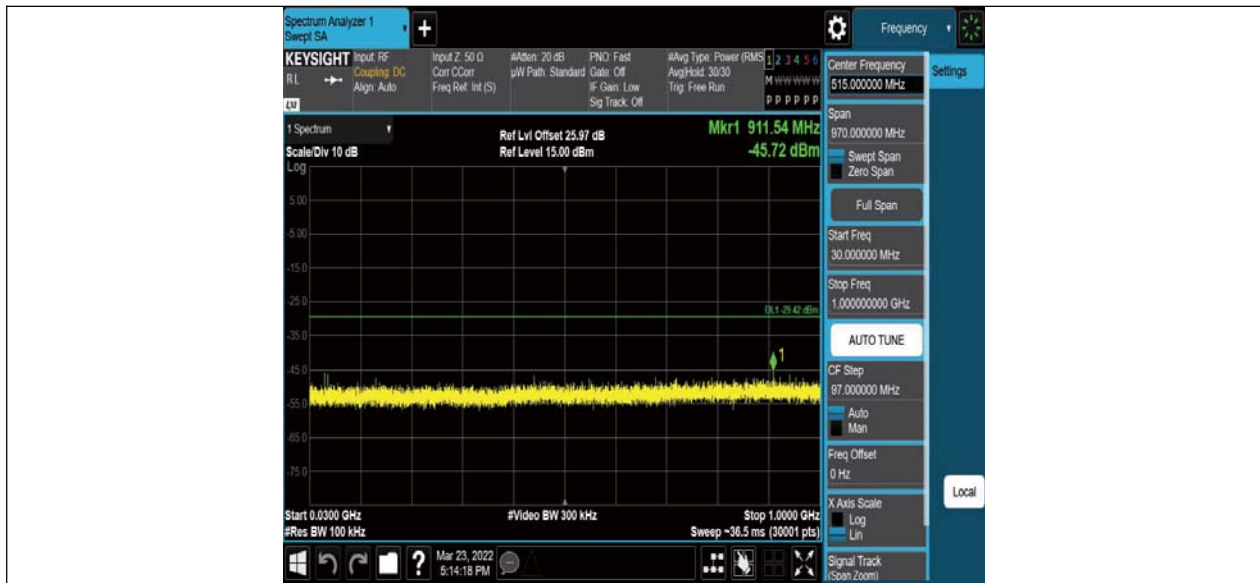 Spectrum Analyzer 1
Swept SA
+
Frequency
KEYSIGHT
RL
LXI
Input: RF
Coupling: DC
Align: Auto
Input Z: 50 Ω
Corr CCorr
Freq Ref: Int (S)
#Atten: 20 dB
µW Path: Standard
PNO: Fast
Gate: Off
IF Gain: Low
Sig Track: Off
#Avg Type: Power (RMS
Avg|Hold: 30/30
Trig: Free Run
1 2 3 4 5 6
M W W W W W
P P P P P P
Center Frequency
515.000000 MHz
Settings
Span
970.000000 MHz
Swept Span
Zero Span
Full Span
Start Freq
30.000000 MHz
Stop Freq
1.000000000 GHz
AUTO TUNE
CF Step
97.000000 MHz
Auto
Man
Freq Offset
0 Hz
X Axis Scale
Log
Lin
Signal Track
(Span Zoom)
Local
1 Spectrum
Scale/Div 10 dB
Log
Ref Lvl Offset 25.97 dB
Ref Level 15.00 dBm
Mkr1 911.54 MHz
-45.72 dBm
5.00
-5.00
-15.0
-25.0
DL1 -29.42 dBm
-35.0
1
-45.0
-55.0
-65.0
-75.0
Start 0.0300 GHz
#Res BW 100 kHz
#Video BW 300 kHz
Stop 1.0000 GHz
Sweep ~36.5 ms (30001 pts)
?
Mar 23, 2022
5:14:18 PM